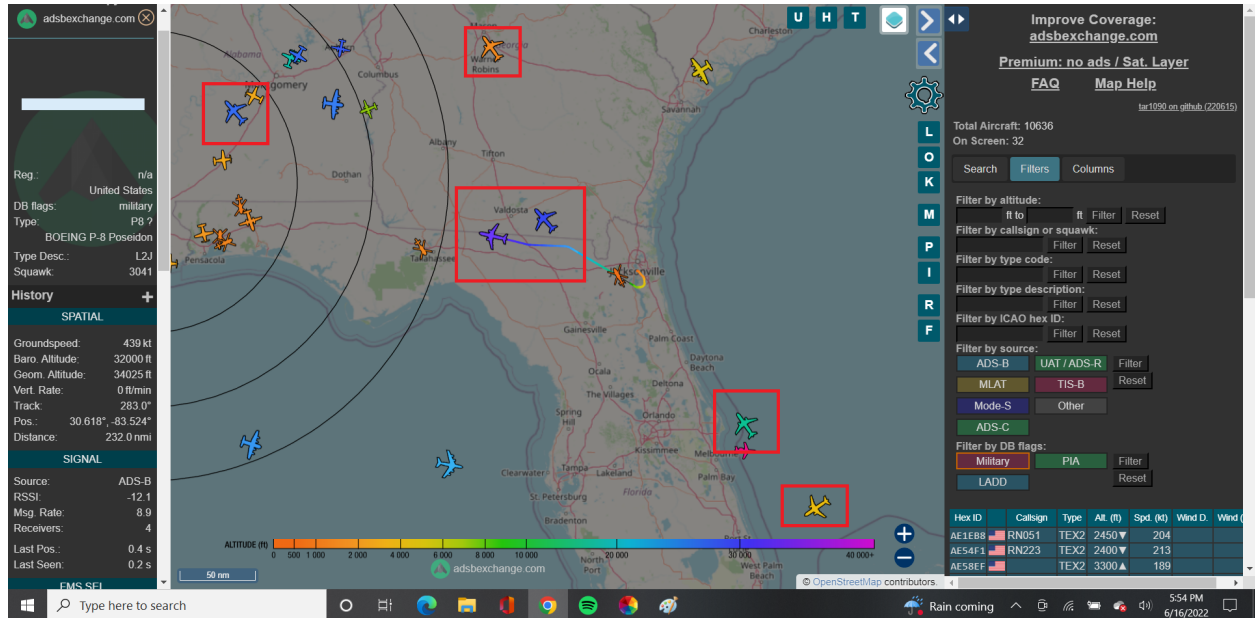 adsbexchange.com
Reg.: n/a
United States
DB flags: military
Type: P8 ?
BOEING P-8 Poseidon
Type Desc.: L2J
Squawk: 3041
History +
SPATIAL
Groundspeed: 439 kt
Baro. Altitude: 32000 ft
Geom. Altitude: 34025 ft
Vert. Rate: 0 ft/min
Track: 283.0°
Pos.: 30.618°, -83.524°
Distance: 232.0 nmi
SIGNAL
Source: ADS-B
RSSI: -12.1
Msg. Rate: 8.9
Receivers: 4
Last Pos.: 0.4 s
Last Seen: 0.2 s
FMS SEL
Alabama
Columbus
Georgia
Warner
Robins
Charleston
Savannah
Albany
Tifton
Dothan
Valdosta
Pensacola
Tallahassee
Gainesville
Palm Coast
Ocala
Daytona
Beach
Deltona
The Villages
Spring
Hill
Orlando
Kissimmee
Melbourne
Clearwater
Tampa
Lakeland
Palm Bay
St. Petersburg
Florida
Bradenton
North
Port
West Palm
Beach
U H T
L
O
K
M
P
I
R
F
ALTITUDE (ft)
0 500 1 000 2 000 4 000 6 000 8 000 10 000 20 000 30 000 40 000+
adsbexchange.com
50 nm
© OpenStreetMap contributors.
Improve Coverage:
adsbexchange.com
Premium: no ads / Sat. Layer
FAQ Map Help
tar1090 on github (220615)
Total Aircraft: 10636
On Screen: 32
Search Filters Columns
Filter by altitude:
ft to ft Filter Reset
Filter by callsign or squawk:
Filter Reset
Filter by type code:
Filter Reset
Filter by type description:
Filter Reset
Filter by ICAO hex ID:
Filter Reset
Filter by source:
ADS-B UAT / ADS-R Filter
MLAT TIS-B Reset
Mode-S Other
ADS-C
Filter by DB flags:
Military PIA Filter
LADD Reset
Hex ID Callsign Type Alt. (ft) Spd. (kt) Wind D. Wind (
AE1EB8 RN051 TEX2 2450▼ 204
AE54F1 RN223 TEX2 2400▼ 213
AE58EF TEX2 3300▲ 189
Type here to search
Rain coming
5:54 PM
6/16/2022